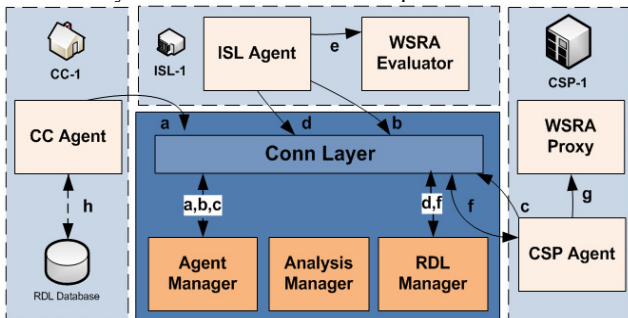 CC-1
CC Agent
h
RDL Database
ISL-1
ISL Agent
e
WSRA
Evaluator
a
d
b
Conn Layer
a,b,c
d,f
f
c
Agent
Manager
Analysis
Manager
RDL
Manager
CSP-1
WSRA
Proxy
g
CSP Agent